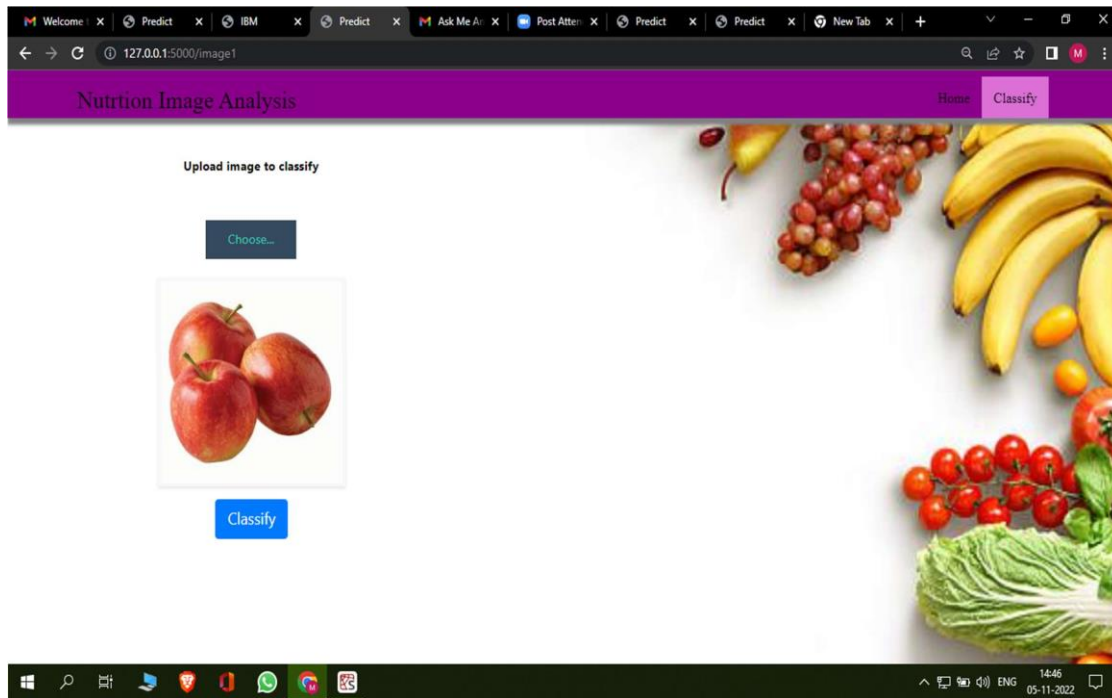 Welcome t
Predict
IBM
Predict
Ask Me An
Post Atten
Predict
Predict
New Tab
127.0.0.1:5000/image1
M
Nutrtion Image Analysis
Home
Classify
Upload image to classify
Choose...
Classify
ENG
14:46
05-11-2022